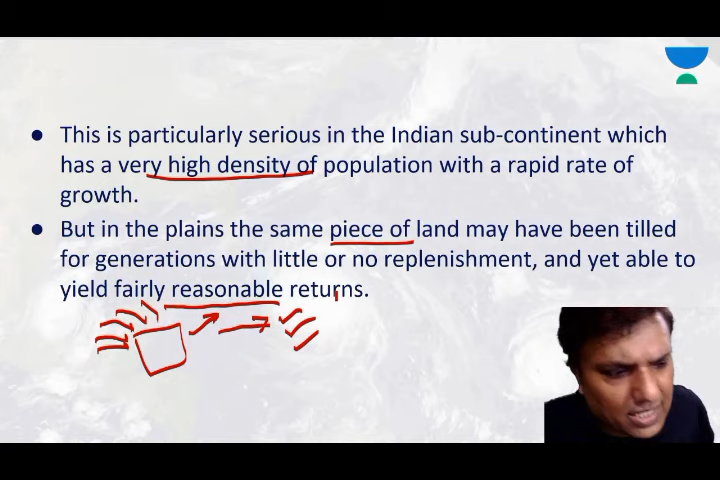 ● This is particularly serious in the Indian sub-continent which
has a very high density of population with a rapid rate of
growth.
● But in the plains the same piece of land may have been tilled
for generations with little or no replenishment, and yet able to
yield fairly reasonable returns.